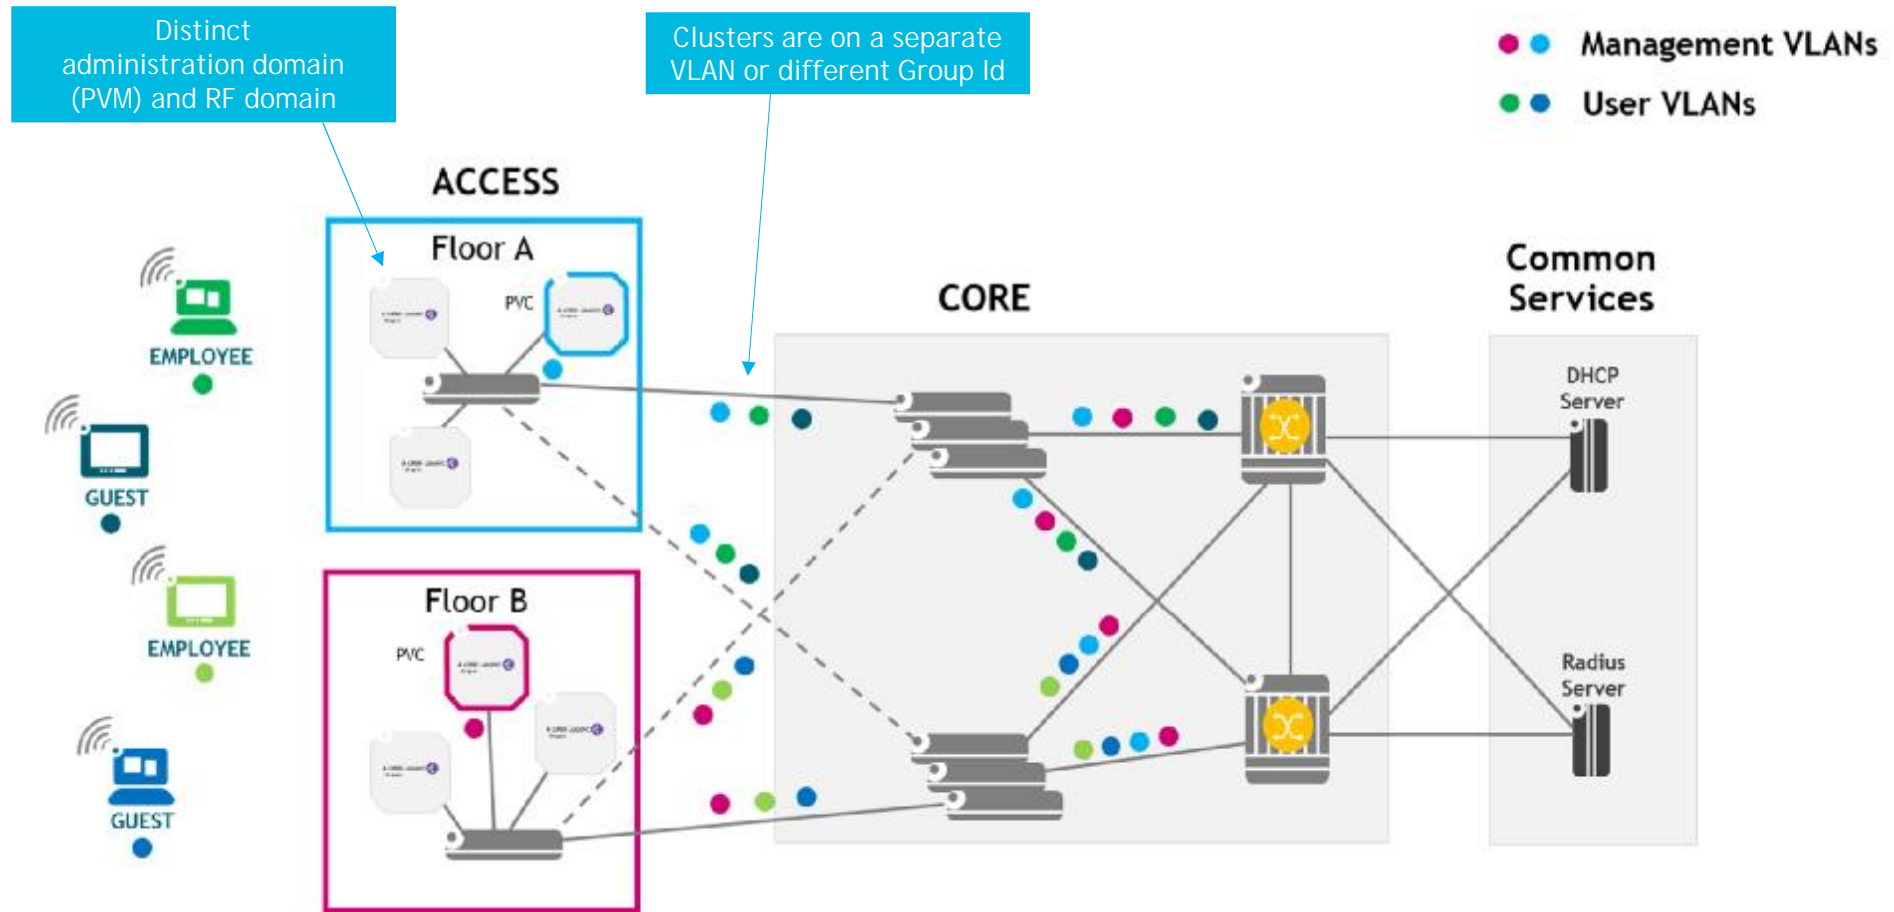 Distinct
administration domain
(PVM) and RF domain
Clusters are on a separate
VLAN or different Group Id
Management VLANs
User VLANs
ACCESS
Floor A
PVC
EMPLOYEE
GUEST
CORE
Common
Services
DHCP
Server
Floor B
PVC
EMPLOYEE
GUEST
Radius
Server